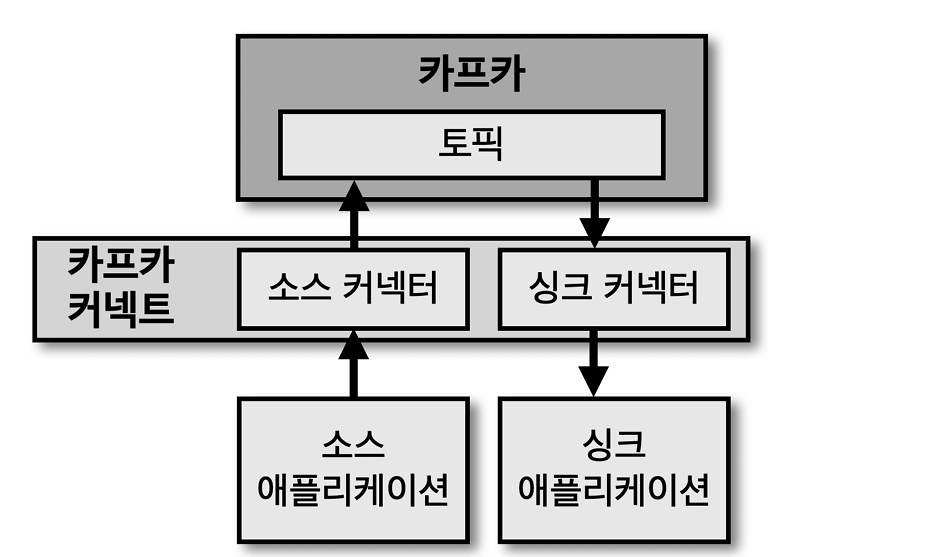 카프카
토픽
카프카
커넥트
소스 커넥터
싱크 커넥터
소스
애플리케이션
싱크
애플리케이션